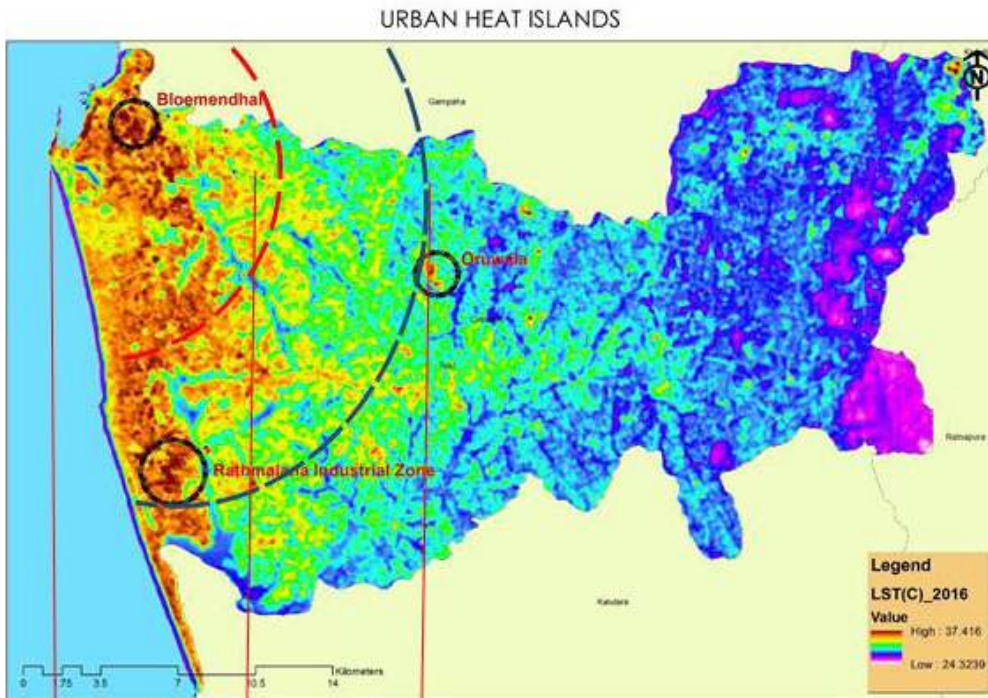 URBAN HEAT ISLANDS
N
Bloemendhal
Gampaha
Oruwala
Ratnapura
Rathmalana Industrial Zone
Kalutara
Legend
LST(C)_2016
Value
High : 37.416
Low : 24.3239
Kilometers
0 1.75 3.5 7 10.5 14